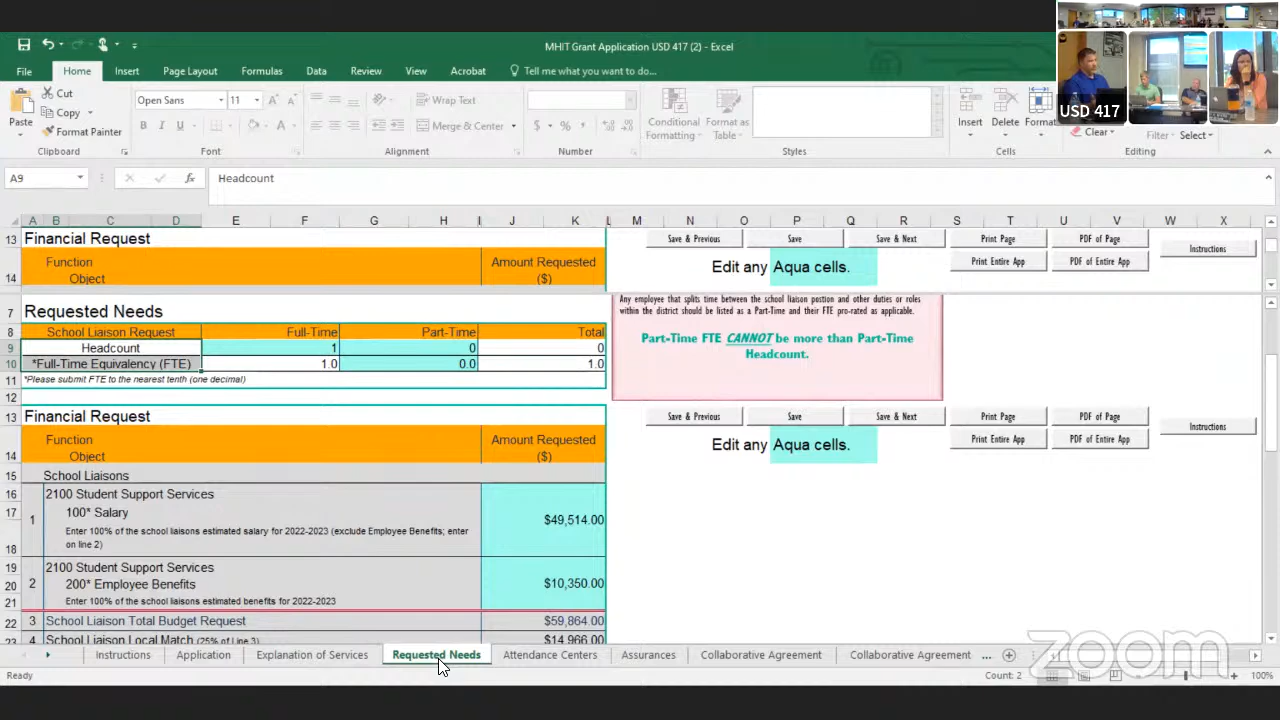 MHIT Grant Application USD 417 (2) - Excel
File Home Insert Page Layout Formulas Data Review View Acrobat Tell me what you want to do...
Paste
Cut
Copy
Format Painter
Clipboard
Open Sans 11
B I U
Font
Wrap Text
Merge & Center
Alignment
$ % ,
Number
Conditional Formatting
Format as Table
Styles
Insert Delete Format
Cells
Clear
Filter Select
Editing
USD 417
A9 fx Headcount
A B C D E F G H I J K L M N O P Q R S T U V W X
13 Financial Request
14 Function
Object
Amount Requested
($)
Save & Previous Save Save & Next Print Page PDF of Page Instructions
Edit any Aqua cells. Print Entire App PDF of Entire App
7 Requested Needs
8 School Liaison Request Full-Time Part-Time Total
9 Headcount 1 0 0
10 *Full-Time Equivalency (FTE) 1.0 0.0 1.0
11 *Please submit FTE to the nearest tenth (one decimal)
12
Any employee that splits time between the school liaison postion and other duties or roles
within the district should be listed as a Part-Time and their FTE pro-rated as applicable.
Part-Time FTE CANNOT be more than Part-Time
Headcount.
13 Financial Request
14 Function
Object
Amount Requested
($)
Save & Previous Save Save & Next Print Page PDF of Page Instructions
Edit any Aqua cells. Print Entire App PDF of Entire App
15 School Liaisons
16 2100 Student Support Services
17 100* Salary
1 $49,514.00
Enter 100% of the school liaisons estimated salary for 2022-2023 (exclude Employee Benefits; enter
18 on line 2)
19 2100 Student Support Services
20 2 200* Employee Benefits $10,350.00
21 Enter 100% of the school liaisons estimated benefits for 2022-2023
22 3 School Liaison Total Budget Request $59,864.00
23 4 School Liaison Local Match (25% of Line 3) $14,966.00
Instructions Application Explanation of Services Requested Needs Attendance Centers Assurances Collaborative Agreement Collaborative Agreement ...
Ready Count: 2 100%
zoom